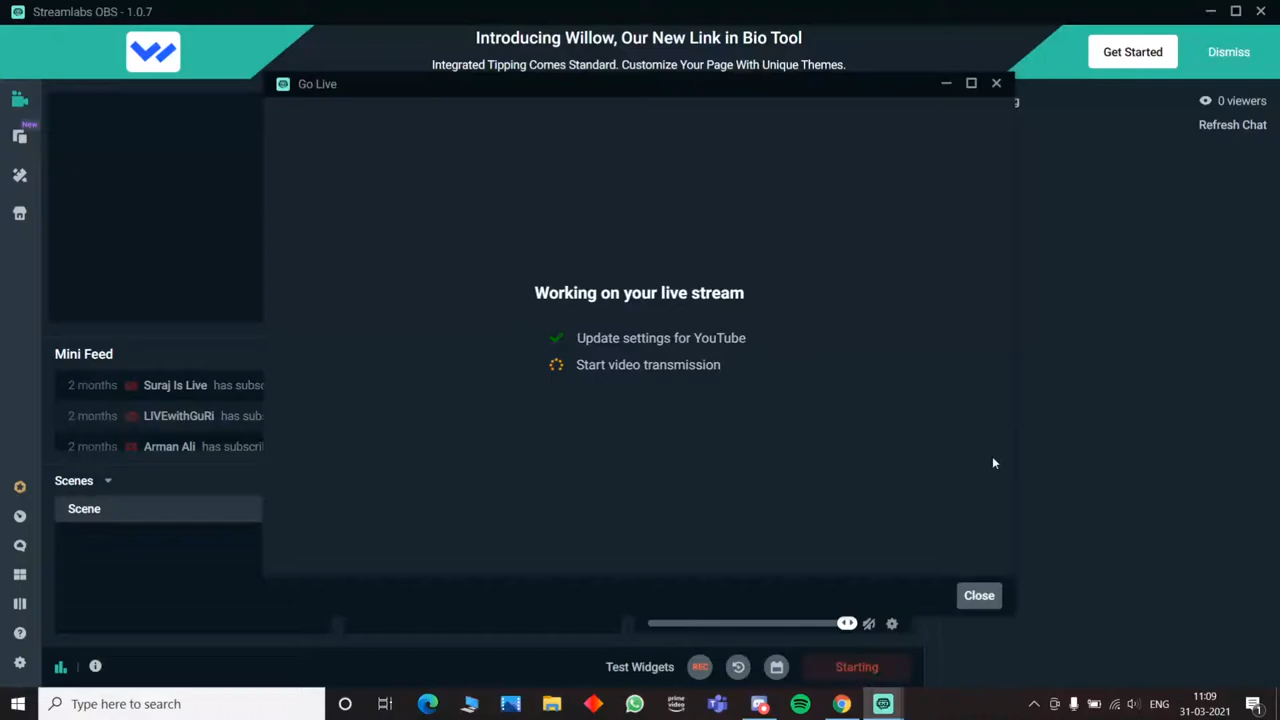 Streamlabs OBS - 1.0.7
Introducing Willow, Our New Link in Bio Tool
Integrated Tipping Comes Standard. Customize Your Page With Unique Themes.
Get Started
Dismiss
Go Live
0 viewers
Refresh Chat
New
Working on your live stream
Update settings for YouTube
Start video transmission
Mini Feed
2 months Suraj Is Live has subsc
2 months LIVEwithGuRi has subs
2 months Arman Ali has subscri
Scenes
Scene
Close
Test Widgets
REC
Starting
Type here to search
prime video
ENG
11:09
31-03-2021
1